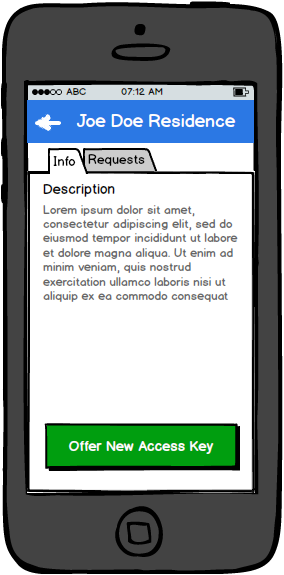 ABC 07:12 AM
Joe Doe Residence
Info Requests
Description
Lorem ipsum dolor sit amet,
consectetur adipiscing elit, sed do
eiusmod tempor incididunt ut labore
et dolore magna aliqua. Ut enim ad
minim veniam, quis nostrud
exercitation ullamco laboris nisi ut
aliquip ex ea commodo consequat
Offer New Access Key